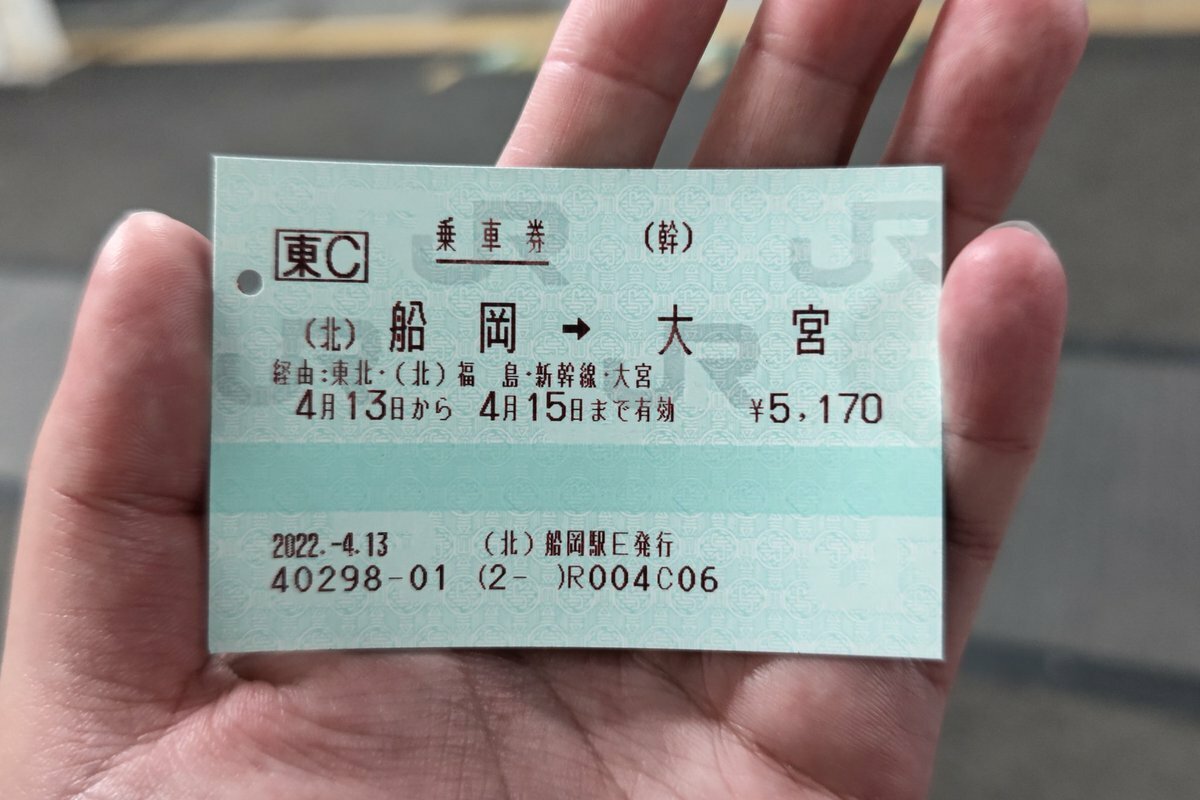 東C 乗車券 (幹)
(北) 船岡 → 大宮
経由:東北・(北)福 島・新幹線・大宮
4月13日から 4月15日まで有効 ¥5,170
2022.-4.13 (北)船岡駅E発行
40298-01 (2- )R004C06